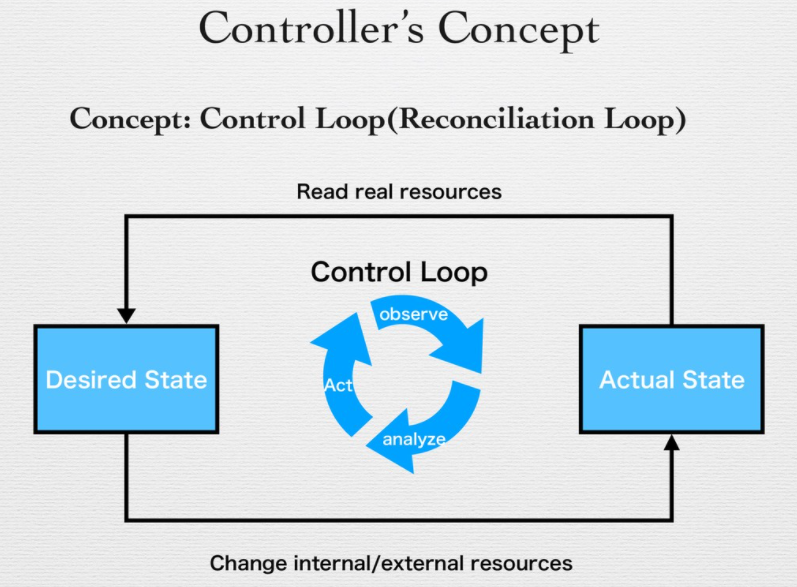 Controller’s Concept
Concept: Control Loop(Reconciliation Loop)
Read real resources
Control Loop
observe
Desired State
Act
Actual State
analyze
Change internal/external resources